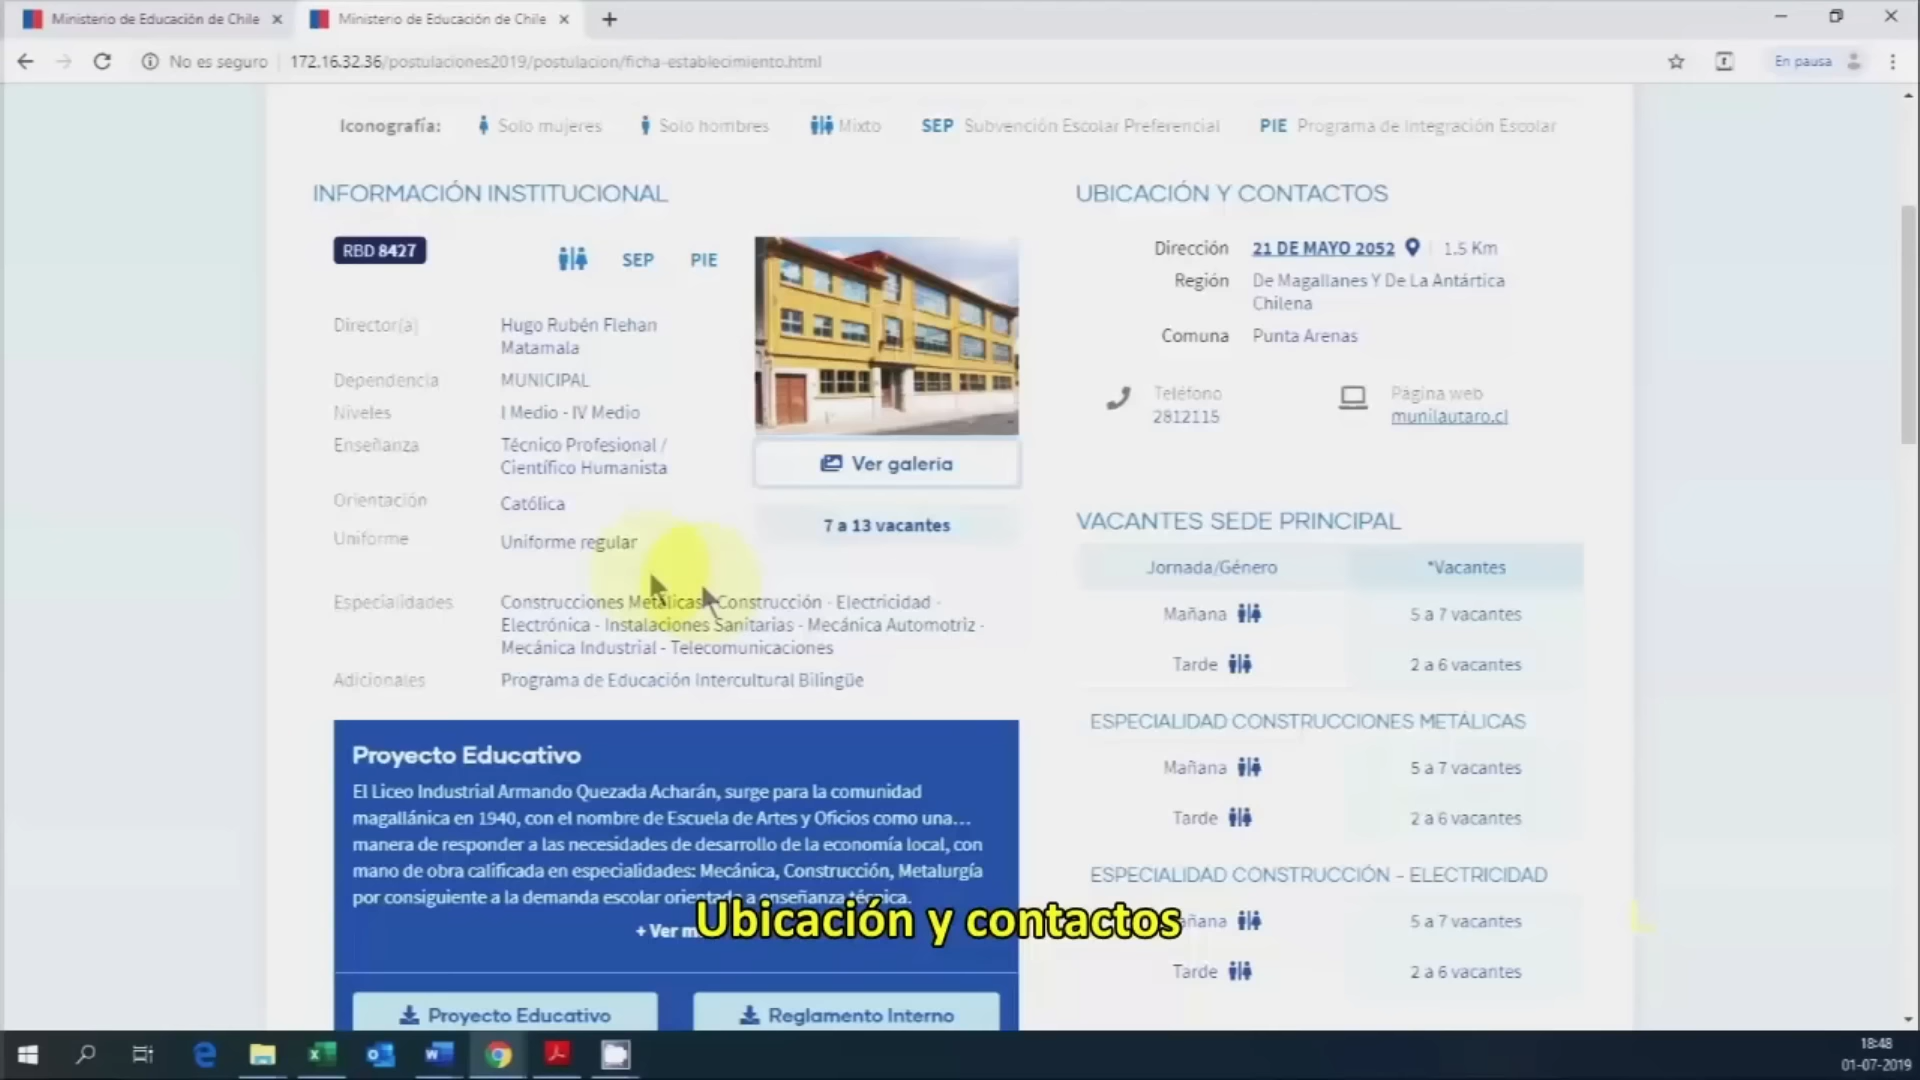 Ministerio de Educación de Chile
Ministerio de Educación de Chile
No es seguro
172.16.32.36/postulaciones2019/postulacion/ficha-establecimiento.html
En pausa
Iconografía:
Solo mujeres
Solo hombres
Mixto
SEP Subvención Escolar Preferencial
PIE Programa de Integración Escolar
INFORMACIÓN INSTITUCIONAL
RBD 8427
SEP
PIE
Director(a) Hugo Rubén Flehan
Matamala
Dependencia MUNICIPAL
Niveles I Medio - IV Medio
Enseñanza Técnico Profesional /
Científico Humanista
Orientación Católica
Uniforme Uniforme regular
Ver galería
7 a 13 vacantes
Especialidades Construcciones Metálicas - Construcción - Electricidad -
Electrónica - Instalaciones Sanitarias - Mecánica Automotriz -
Mecánica Industrial - Telecomunicaciones
Adicionales Programa de Educación Intercultural Bilingüe
Proyecto Educativo
El Liceo Industrial Armando Quezada Acharán, surge para la comunidad
magallánica en 1940, con el nombre de Escuela de Artes y Oficios como una...
manera de responder a las necesidades de desarrollo de la economía local, con
mano de obra calificada en especialidades: Mecánica, Construcción, Metalurgía
por consiguiente a la demanda escolar orientada a enseñanza técnica.
+ Ver m
Proyecto Educativo
Reglamento Interno
UBICACIÓN Y CONTACTOS
Dirección 21 DE MAYO 2052 1.5 Km
Región De Magallanes Y De La Antártica
Chilena
Comuna Punta Arenas
Teléfono
2812115
Página web
munilautaro.cl
VACANTES SEDE PRINCIPAL
Jornada/Género *Vacantes
Mañana 5 a 7 vacantes
Tarde 2 a 6 vacantes
ESPECIALIDAD CONSTRUCCIONES METÁLICAS
Mañana 5 a 7 vacantes
Tarde 2 a 6 vacantes
ESPECIALIDAD CONSTRUCCIÓN - ELECTRICIDAD
añana 5 a 7 vacantes
Tarde 2 a 6 vacantes
Ubicación y contactos
18:48
01-07-2019